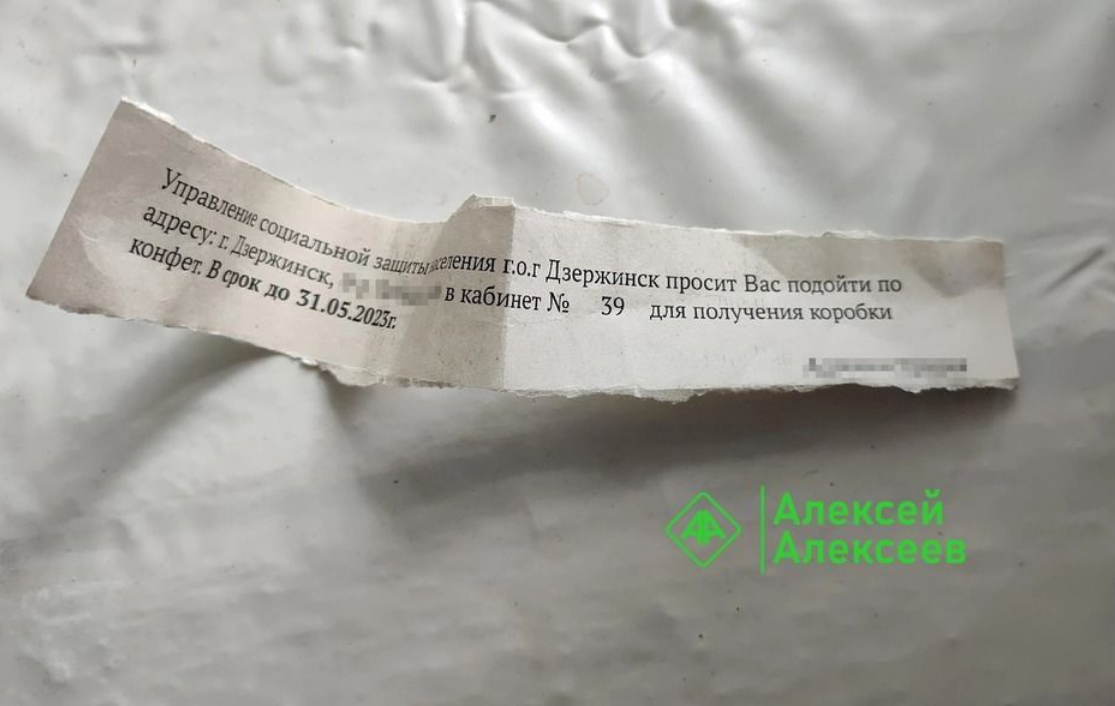 Управление социальной защиты населения г.о.г Дзержинск просит Вас подойти по
адресу: г. Дзержинск, в кабинет № 39 для получения коробки
конфет. В срок до 31.05.2023г.
АА
Алексей
Алексеев